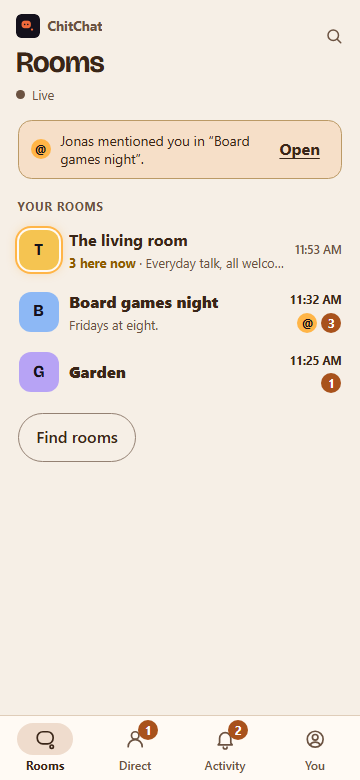 ChitChat
Rooms
Live
@ Jonas mentioned you in “Board
games night”.
Open
YOUR ROOMS
T
The living room
11:53 AM
3 here now · Everyday talk, all welco...
B
Board games night
11:32 AM
Fridays at eight.
@ 3
G
Garden
11:25 AM
1
Find rooms
1
2
Rooms
Direct
Activity
You